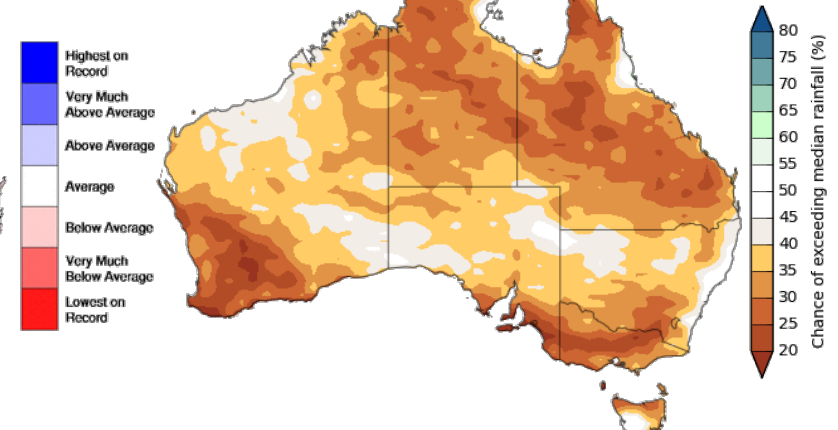 Highest on
Record
Very Much
Above Average
Above Average
Average
Below Average
Very Much
Below Average
Lowest on
Record
80
75
70
65
60
55
50
45
40
35
30
25
20
Chance of exceeding median rainfall (%)